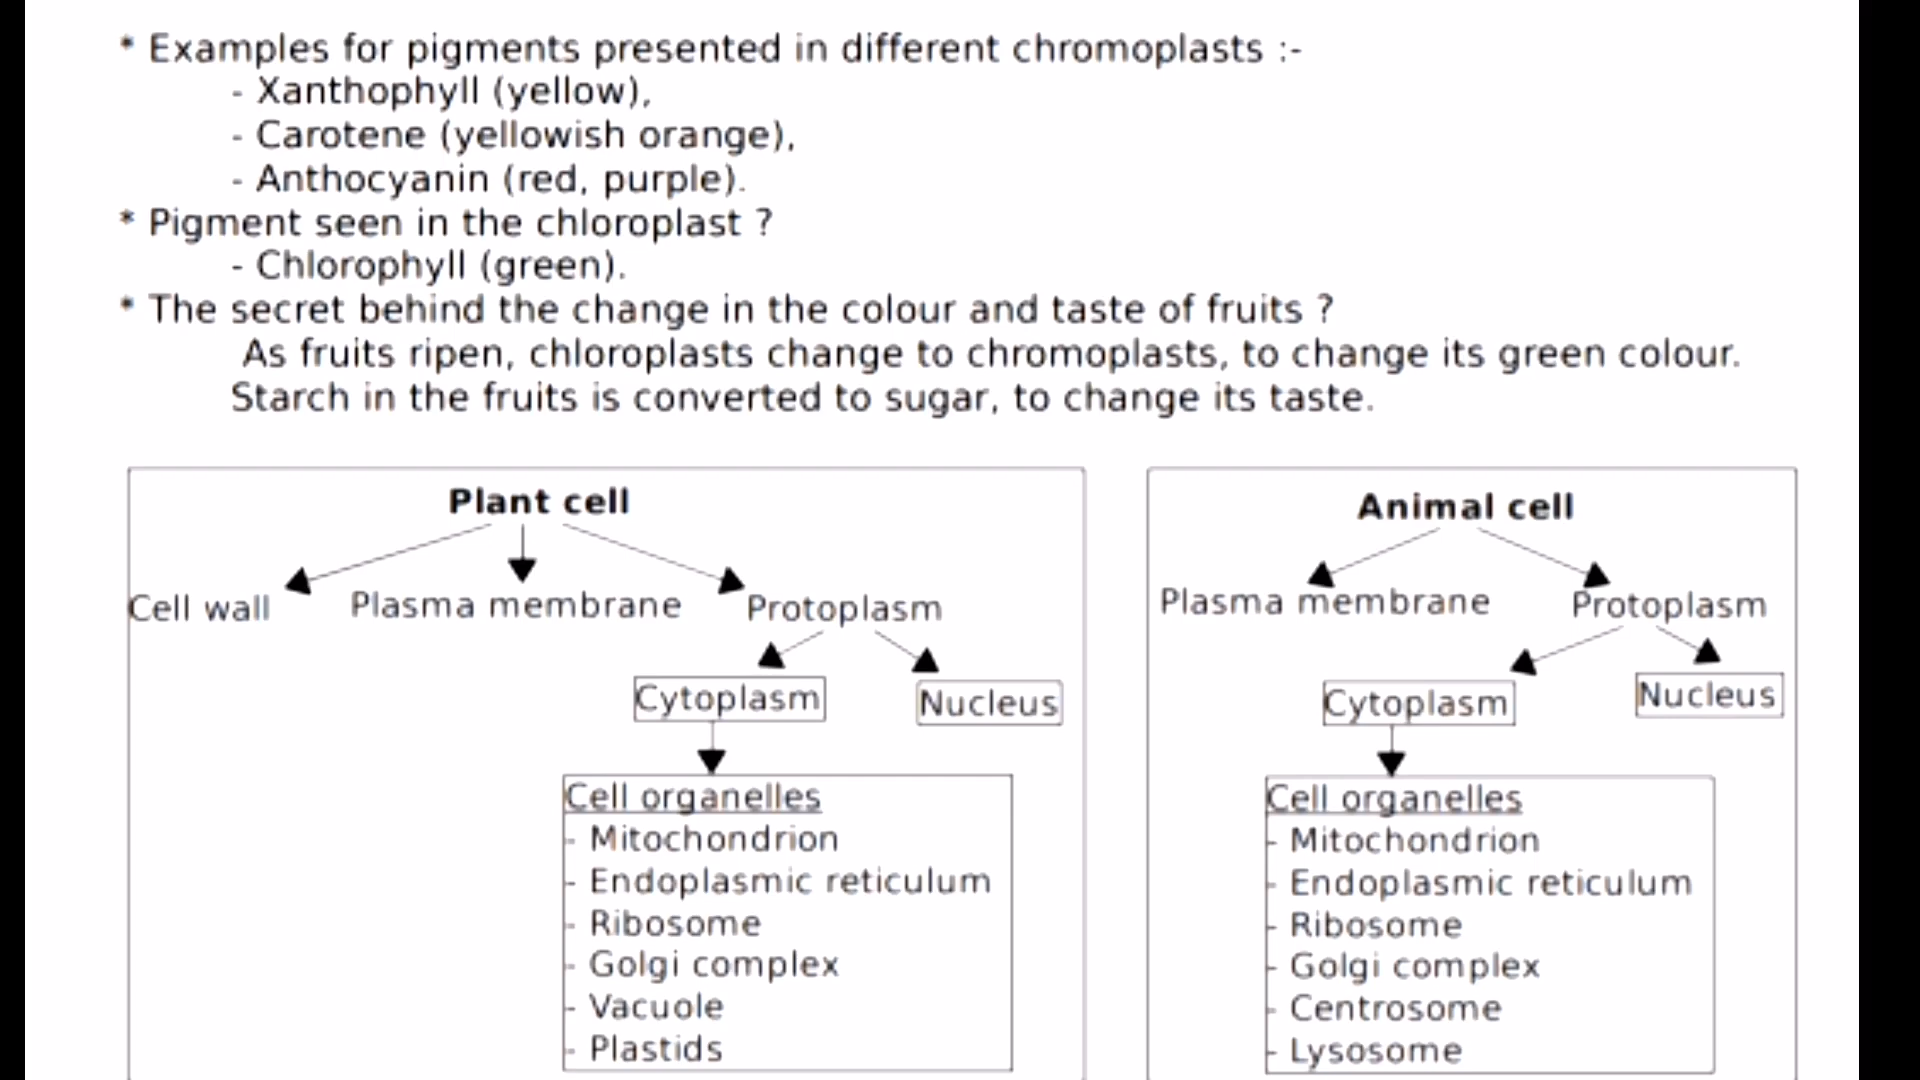 * Examples for pigments presented in different chromoplasts :-
- Xanthophyll (yellow),
- Carotene (yellowish orange),
- Anthocyanin (red, purple).
* Pigment seen in the chloroplast ?
- Chlorophyll (green).
* The secret behind the change in the colour and taste of fruits ?
As fruits ripen, chloroplasts change to chromoplasts, to change its green colour.
Starch in the fruits is converted to sugar, to change its taste.
Plant cell
Cell wall
Plasma membrane
Protoplasm
Cytoplasm
Nucleus
Cell organelles
- Mitochondrion
- Endoplasmic reticulum
- Ribosome
- Golgi complex
- Vacuole
- Plastids
Animal cell
Plasma membrane
Protoplasm
Cytoplasm
Nucleus
Cell organelles
- Mitochondrion
- Endoplasmic reticulum
- Ribosome
- Golgi complex
- Centrosome
- Lysosome